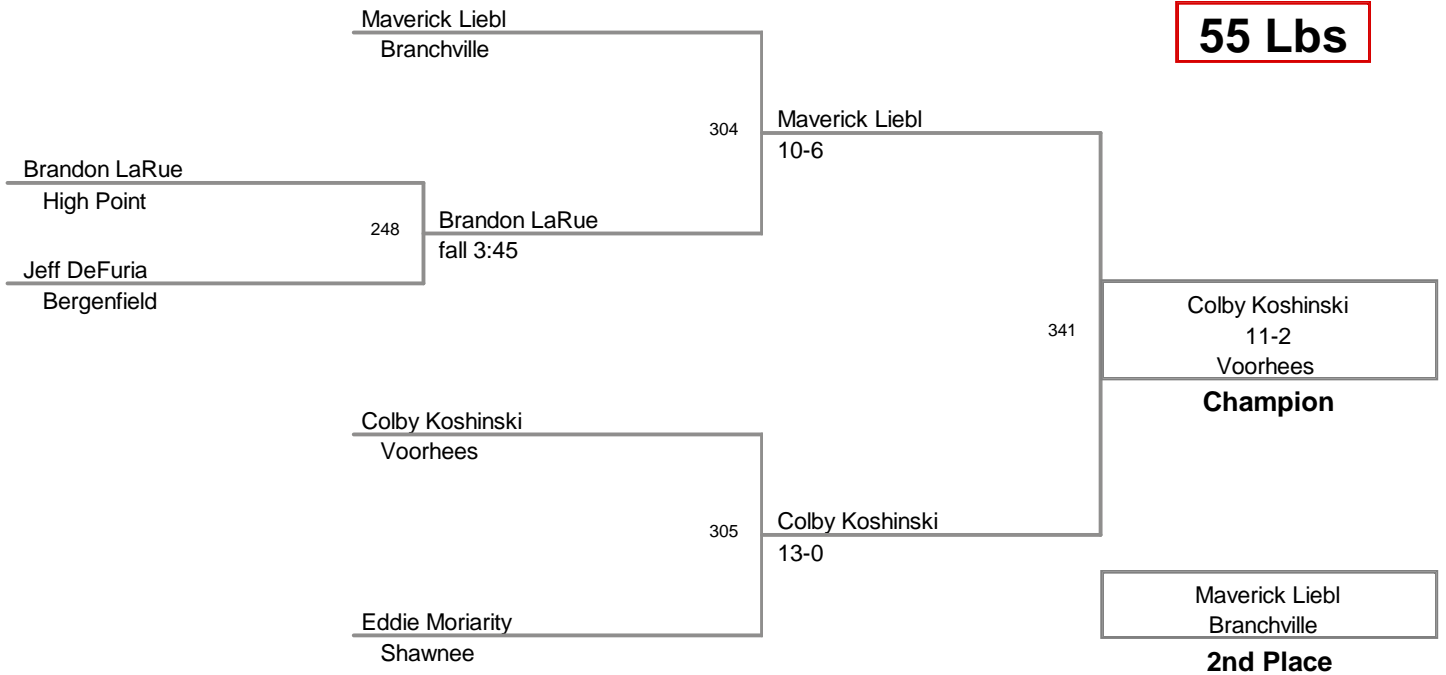 Maverick Liebl
Branchville
55 Lbs
304
Maverick Liebl
10-6
Brandon LaRue
High Point
248
Brandon LaRue
fall 3:45
Jeff DeFuria
Bergenfield
341
Colby Koshinski
11-2
Voorhees
Champion
Colby Koshinski
Voorhees
305
Colby Koshinski
13-0
Eddie Moriarity
Shawnee
Maverick Liebl
Branchville
2nd Place